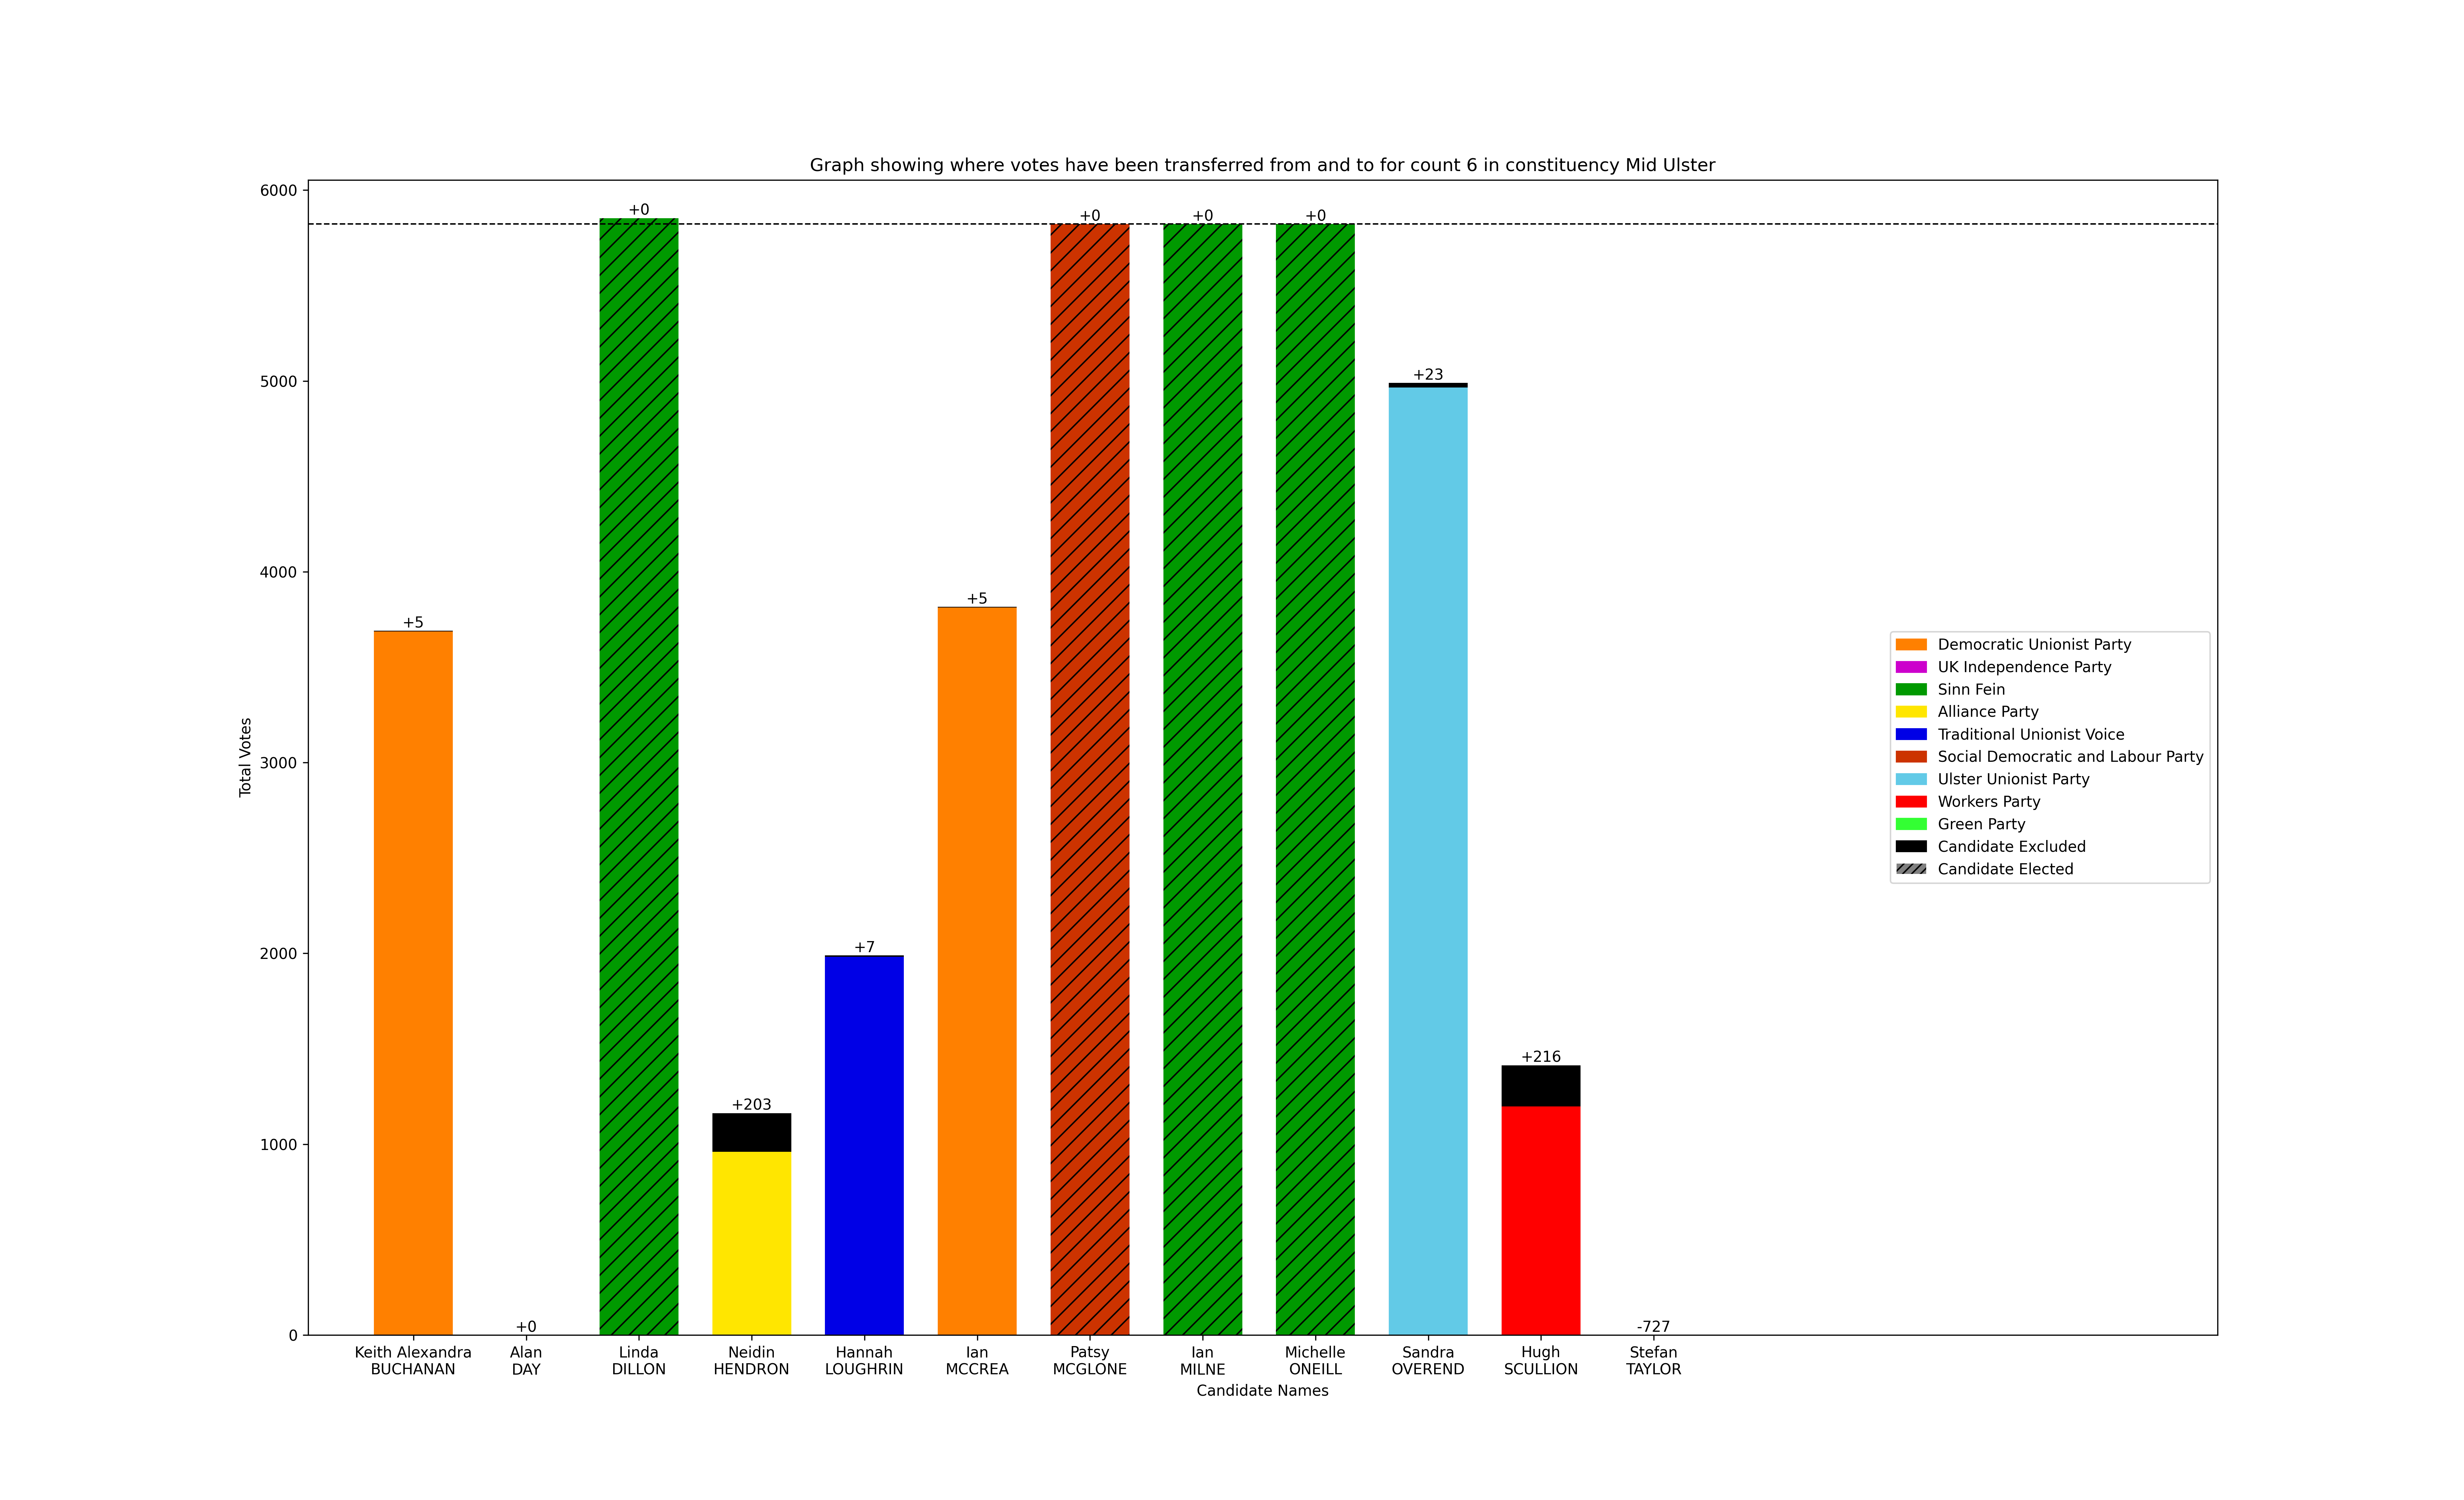 Graph showing where votes have been transferred from and to for count 6 in constituency Mid Ulster
Total Votes
6000
5000
4000
3000
2000
1000
0
+5
+0
+0
+203
+7
+5
+0
+0
+0
+23
+216
-727
Keith Alexandra
BUCHANAN
Alan
DAY
Linda
DILLON
Neidin
HENDRON
Hannah
LOUGHRIN
Ian
MCCREA
Patsy
MCGLONE
Ian
MILNE
Michelle
ONEILL
Sandra
OVEREND
Hugh
SCULLION
Stefan
TAYLOR
Candidate Names
Democratic Unionist Party
UK Independence Party
Sinn Fein
Alliance Party
Traditional Unionist Voice
Social Democratic and Labour Party
Ulster Unionist Party
Workers Party
Green Party
Candidate Excluded
Candidate Elected